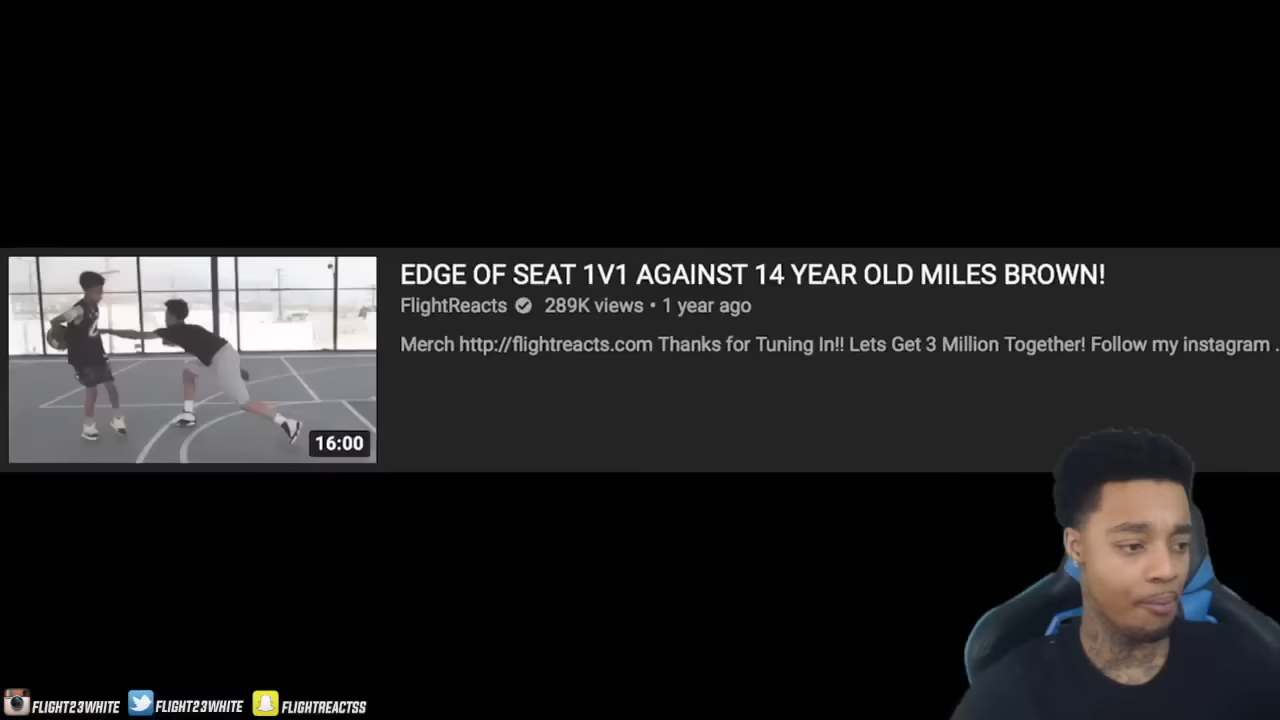 EDGE OF SEAT 1V1 AGAINST 14 YEAR OLD MILES BROWN!
FlightReacts 289K views • 1 year ago
Merch http://flightreacts.com Thanks for Tuning In!! Lets Get 3 Million Together! Follow my instagram .
16:00
FLIGHT23WHITE FLIGHT23WHITE FLIGHTREACTSS